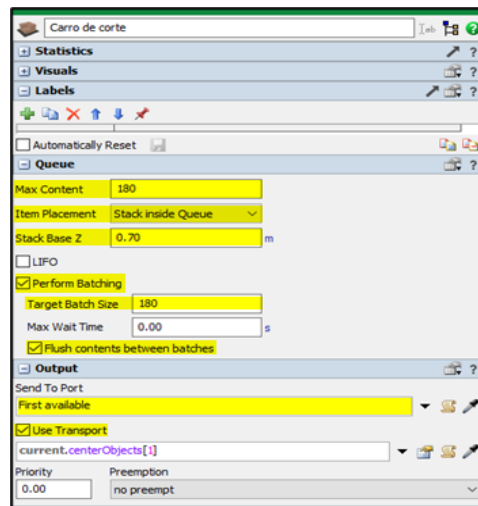 Carro de corte
Statistics
?
Visuals
?
Labels
?
Automatically Reset
Queue
?
Max Content 180
Item Placement Stack inside Queue
Stack Base Z 0.70 m
LIFO
Perform Batching
Target Batch Size 180
Max Wait Time 0.00 s
Flush contents between batches
Output
?
Send To Port
First available
Use Transport
current.centerObjects[1]
Priority Preemption
0.00 no preempt